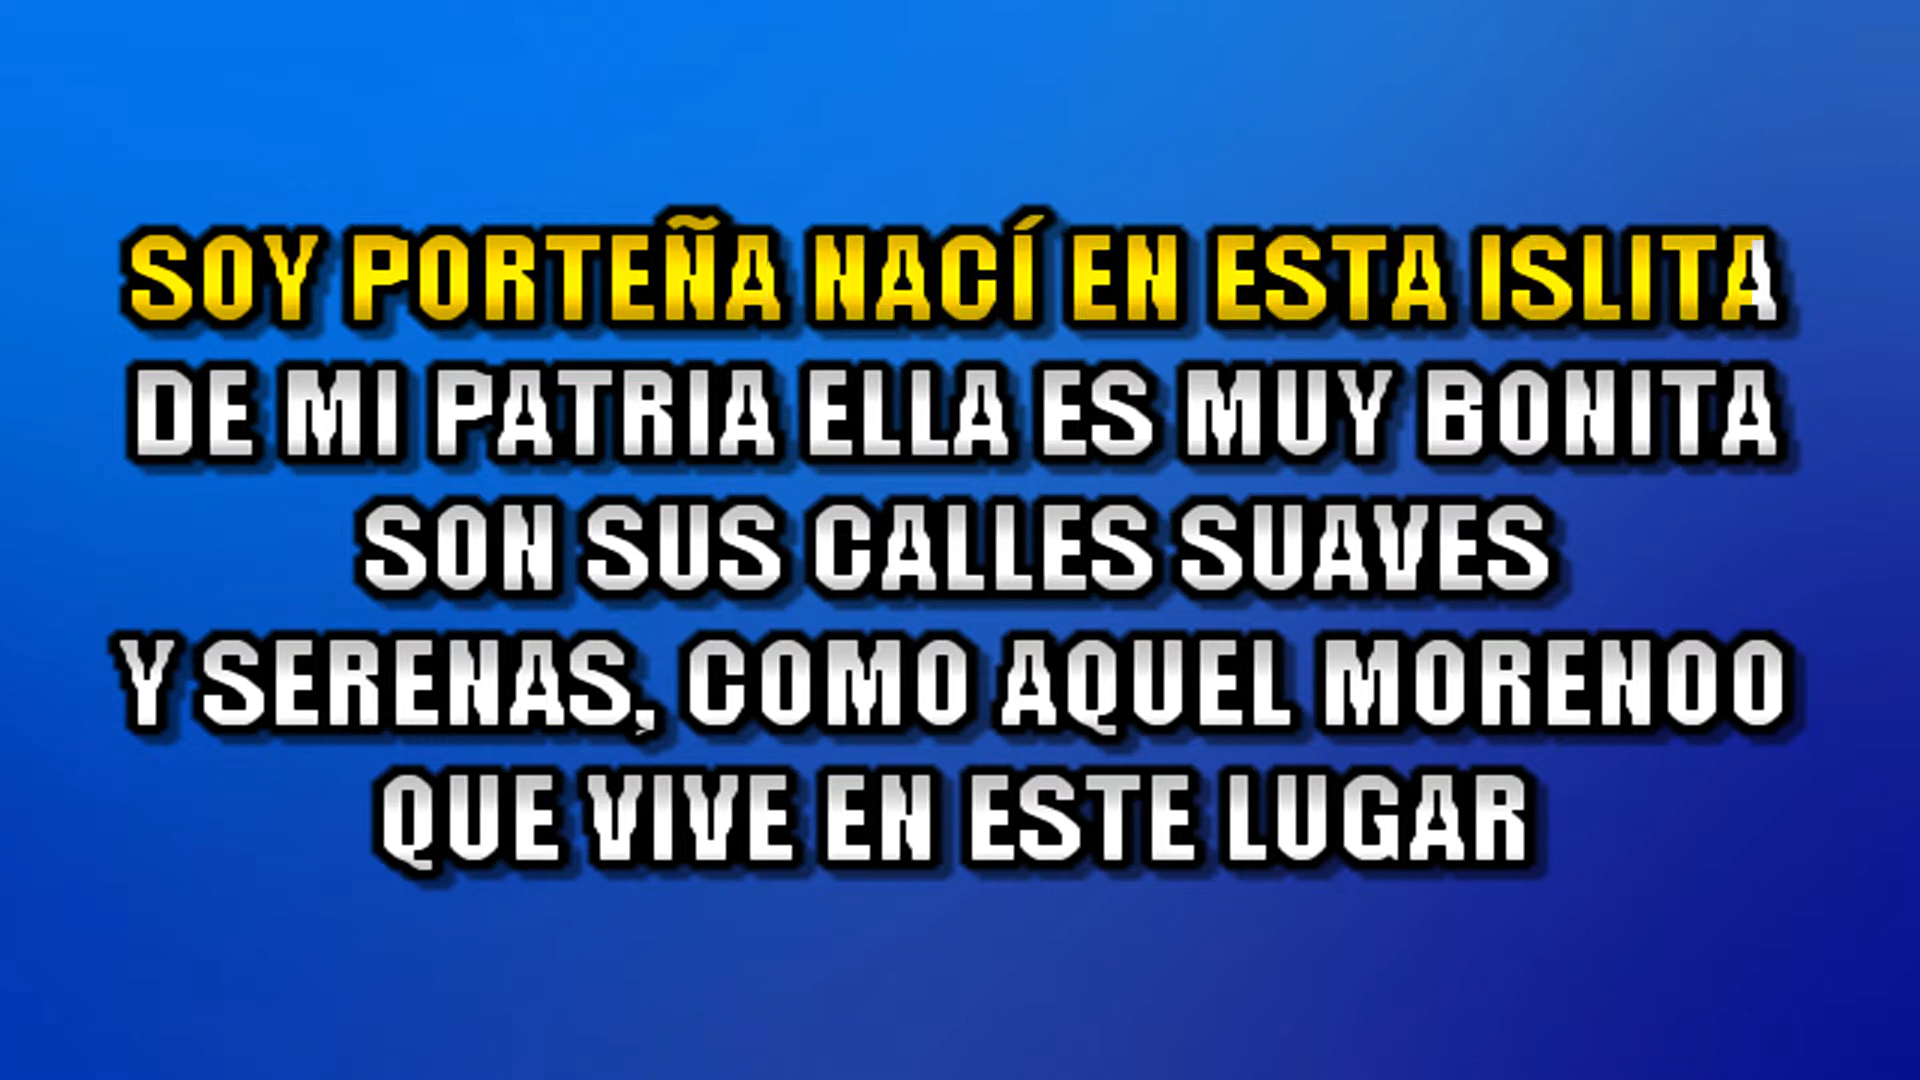 SOY PORTEÑA NACÍ EN ESTA ISLITA
DE MI PATRIA ELLA ES MUY BONITA
SON SUS CALLES SUAVES
Y SERENAS, COMO AQUEL MORENOO
QUE VIVE EN ESTE LUGAR